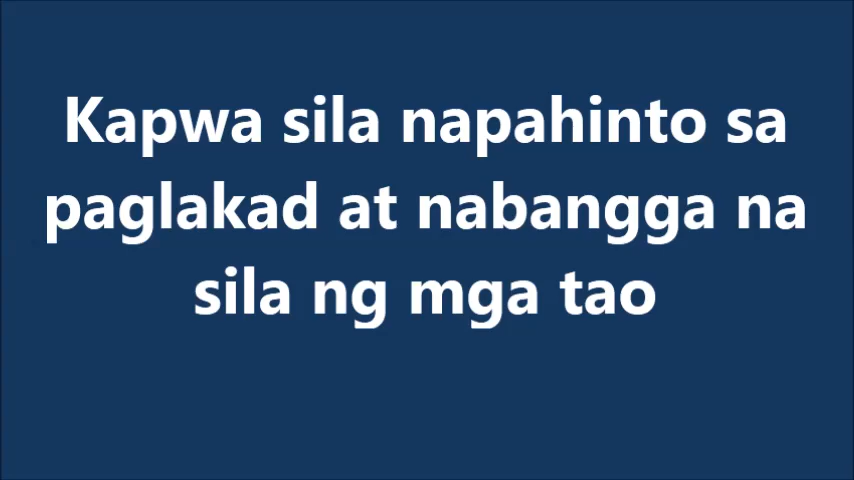 Kapwa sila napahinto sa
paglakad at nabangga na
sila ng mga tao